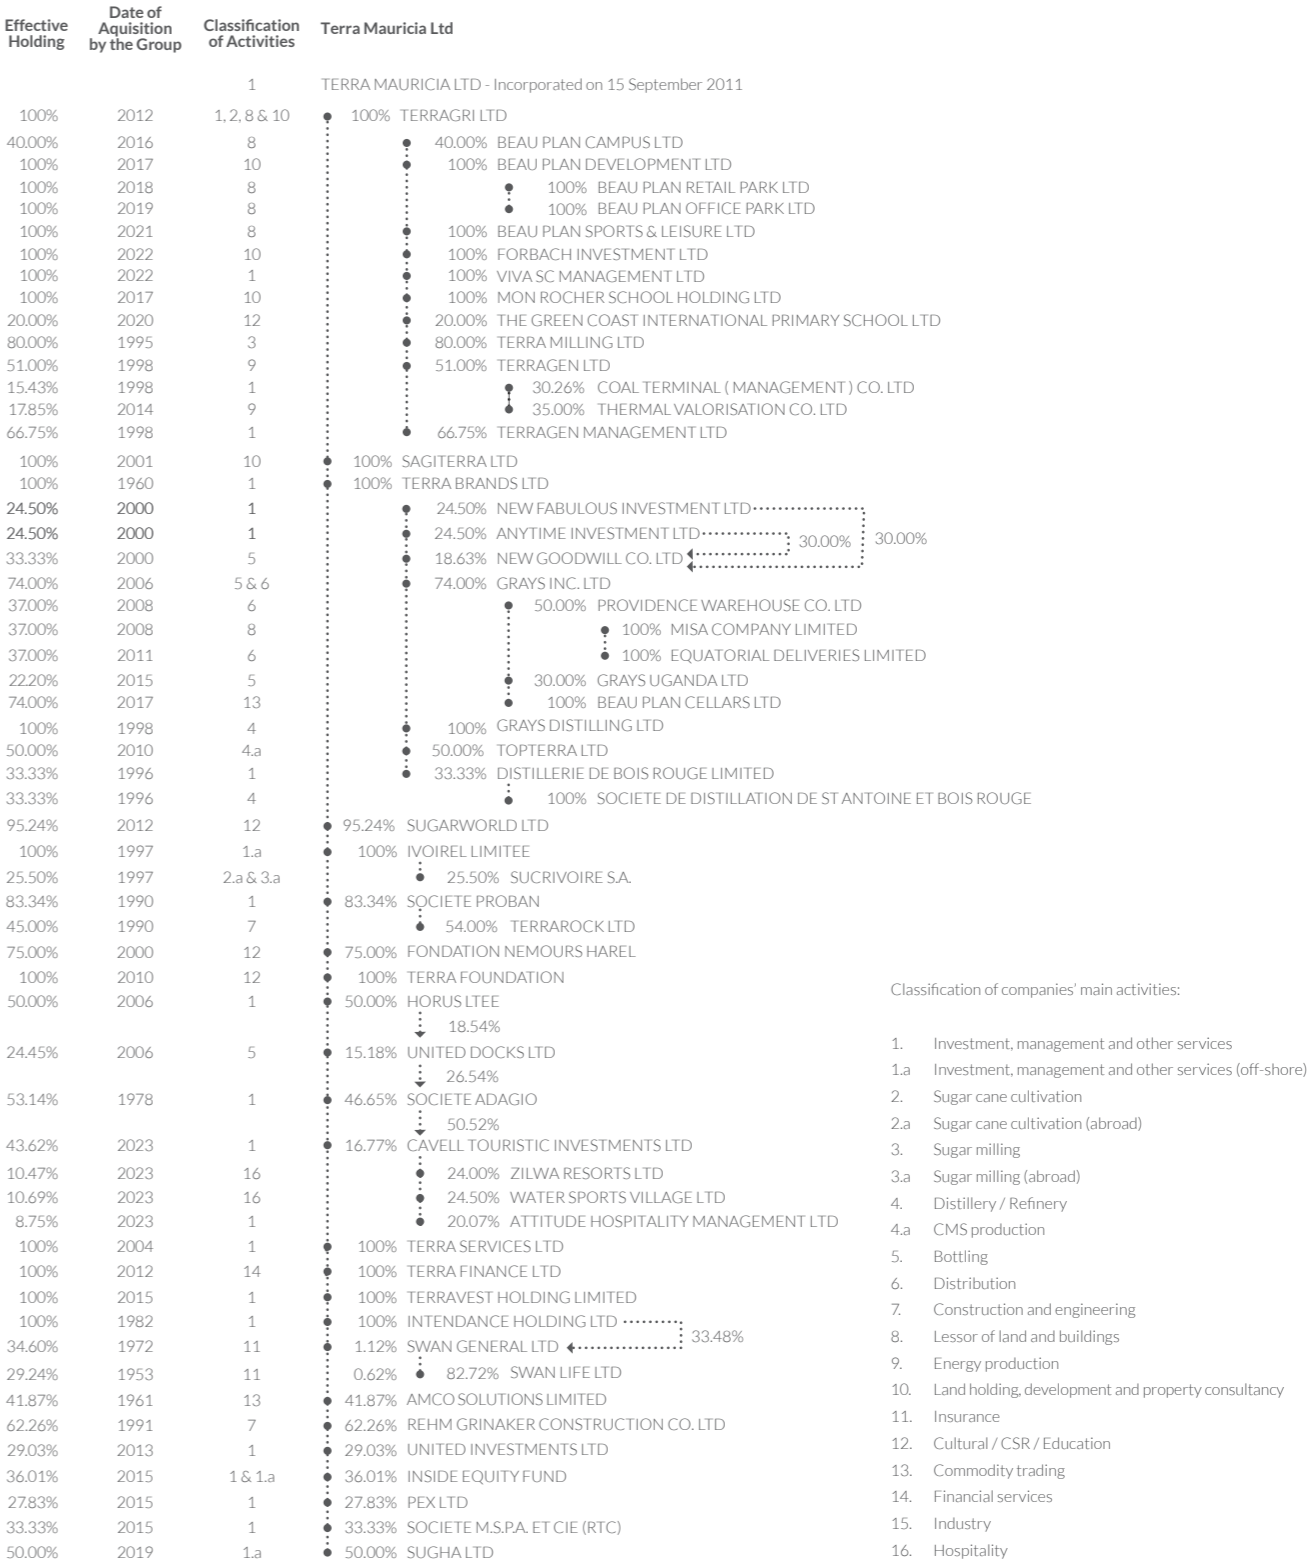 Effective Holding Date of Aquisition by the Group Classification of Activities Terra Mauricia Ltd
1 TERRA MAURICIA LTD - Incorporated on 15 September 2011
100% 2012 1, 2, 8 & 10 100% TERRAGRI LTD
40.00% 2016 8 40.00% BEAU PLAN CAMPUS LTD
100% 2017 10 100% BEAU PLAN DEVELOPMENT LTD
100% 2018 8 100% BEAU PLAN RETAIL PARK LTD
100% 2019 8 100% BEAU PLAN OFFICE PARK LTD
100% 2021 8 100% BEAU PLAN SPORTS & LEISURE LTD
100% 2022 10 100% FORBACH INVESTMENT LTD
100% 2022 1 100% VIVA SC MANAGEMENT LTD
100% 2017 10 100% MON ROCHER SCHOOL HOLDING LTD
20.00% 2020 12 20.00% THE GREEN COAST INTERNATIONAL PRIMARY SCHOOL LTD
80.00% 1995 3 80.00% TERRA MILLING LTD
51.00% 1998 9 51.00% TERRAGEN LTD
15.43% 1998 1 30.26% COAL TERMINAL ( MANAGEMENT ) CO. LTD
17.85% 2014 9 35.00% THERMAL VALORISATION CO. LTD
66.75% 1998 1 66.75% TERRAGEN MANAGEMENT LTD
100% 2001 10 100% SAGITERRA LTD
100% 1960 1 100% TERRA BRANDS LTD
24.50% 2000 1 24.50% NEW FABULOUS INVESTMENT LTD
24.50% 2000 1 24.50% ANYTIME INVESTMENT LTD 30.00% 30.00%
33.33% 2000 5 18.63% NEW GOODWILL CO. LTD
74.00% 2006 5 & 6 74.00% GRAYS INC. LTD
37.00% 2008 6 50.00% PROVIDENCE WAREHOUSE CO. LTD
37.00% 2008 8 100% MISA COMPANY LIMITED
37.00% 2011 6 100% EQUATORIAL DELIVERIES LIMITED
22.20% 2015 5 30.00% GRAYS UGANDA LTD
74.00% 2017 13 100% BEAU PLAN CELLARS LTD
100% 1998 4 100% GRAYS DISTILLING LTD
50.00% 2010 4.a 50.00% TOPTERRA LTD
33.33% 1996 1 33.33% DISTILLERIE DE BOIS ROUGE LIMITED
33.33% 1996 4 100% SOCIETE DE DISTILLATION DE ST ANTOINE ET BOIS ROUGE
95.24% 2012 12 95.24% SUGARWORLD LTD
100% 1997 1.a 100% IVOIREL LIMITEE
25.50% 1997 2.a & 3.a 25.50% SUCRIVOIRE S.A.
83.34% 1990 1 83.34% SOCIETE PROBAN
45.00% 1990 7 54.00% TERRAROCK LTD
75.00% 2000 12 75.00% FONDATION NEMOURS HAREL
100% 2010 12 100% TERRA FOUNDATION
50.00% 2006 1 50.00% HORUS LTEE
18.54%
24.45% 2006 5 15.18% UNITED DOCKS LTD
26.54%
53.14% 1978 1 46.65% SOCIETE ADAGIO
50.52%
43.62% 2023 1 16.77% CAVELL TOURISTIC INVESTMENTS LTD
10.47% 2023 16 24.00% ZILWA RESORTS LTD
10.69% 2023 16 24.50% WATER SPORTS VILLAGE LTD
8.75% 2023 1 20.07% ATTITUDE HOSPITALITY MANAGEMENT LTD
100% 2004 1 100% TERRA SERVICES LTD
100% 2012 14 100% TERRA FINANCE LTD
100% 2015 1 100% TERRAVEST HOLDING LIMITED
100% 1982 1 100% INTENDANCE HOLDING LTD
33.48%
34.60% 1972 11 1.12% SWAN GENERAL LTD
29.24% 1953 11 0.62% 82.72% SWAN LIFE LTD
41.87% 1961 13 41.87% AMCO SOLUTIONS LIMITED
62.26% 1991 7 62.26% REHM GRINAKER CONSTRUCTION CO. LTD
29.03% 2013 1 29.03% UNITED INVESTMENTS LTD
36.01% 2015 1 & 1.a 36.01% INSIDE EQUITY FUND
27.83% 2015 1 27.83% PEX LTD
33.33% 2015 1 33.33% SOCIETE M.S.P.A. ET CIE (RTC)
50.00% 2019 1.a 50.00% SUGHA LTD
Classification of companies' main activities:
1. Investment, management and other services
1.a Investment, management and other services (off-shore)
2. Sugar cane cultivation
2.a Sugar cane cultivation (abroad)
3. Sugar milling
3.a Sugar milling (abroad)
4. Distillery / Refinery
4.a CMS production
5. Bottling
6. Distribution
7. Construction and engineering
8. Lessor of land and buildings
9. Energy production
10. Land holding, development and property consultancy
11. Insurance
12. Cultural / CSR / Education
13. Commodity trading
14. Financial services
15. Industry
16. Hospitality